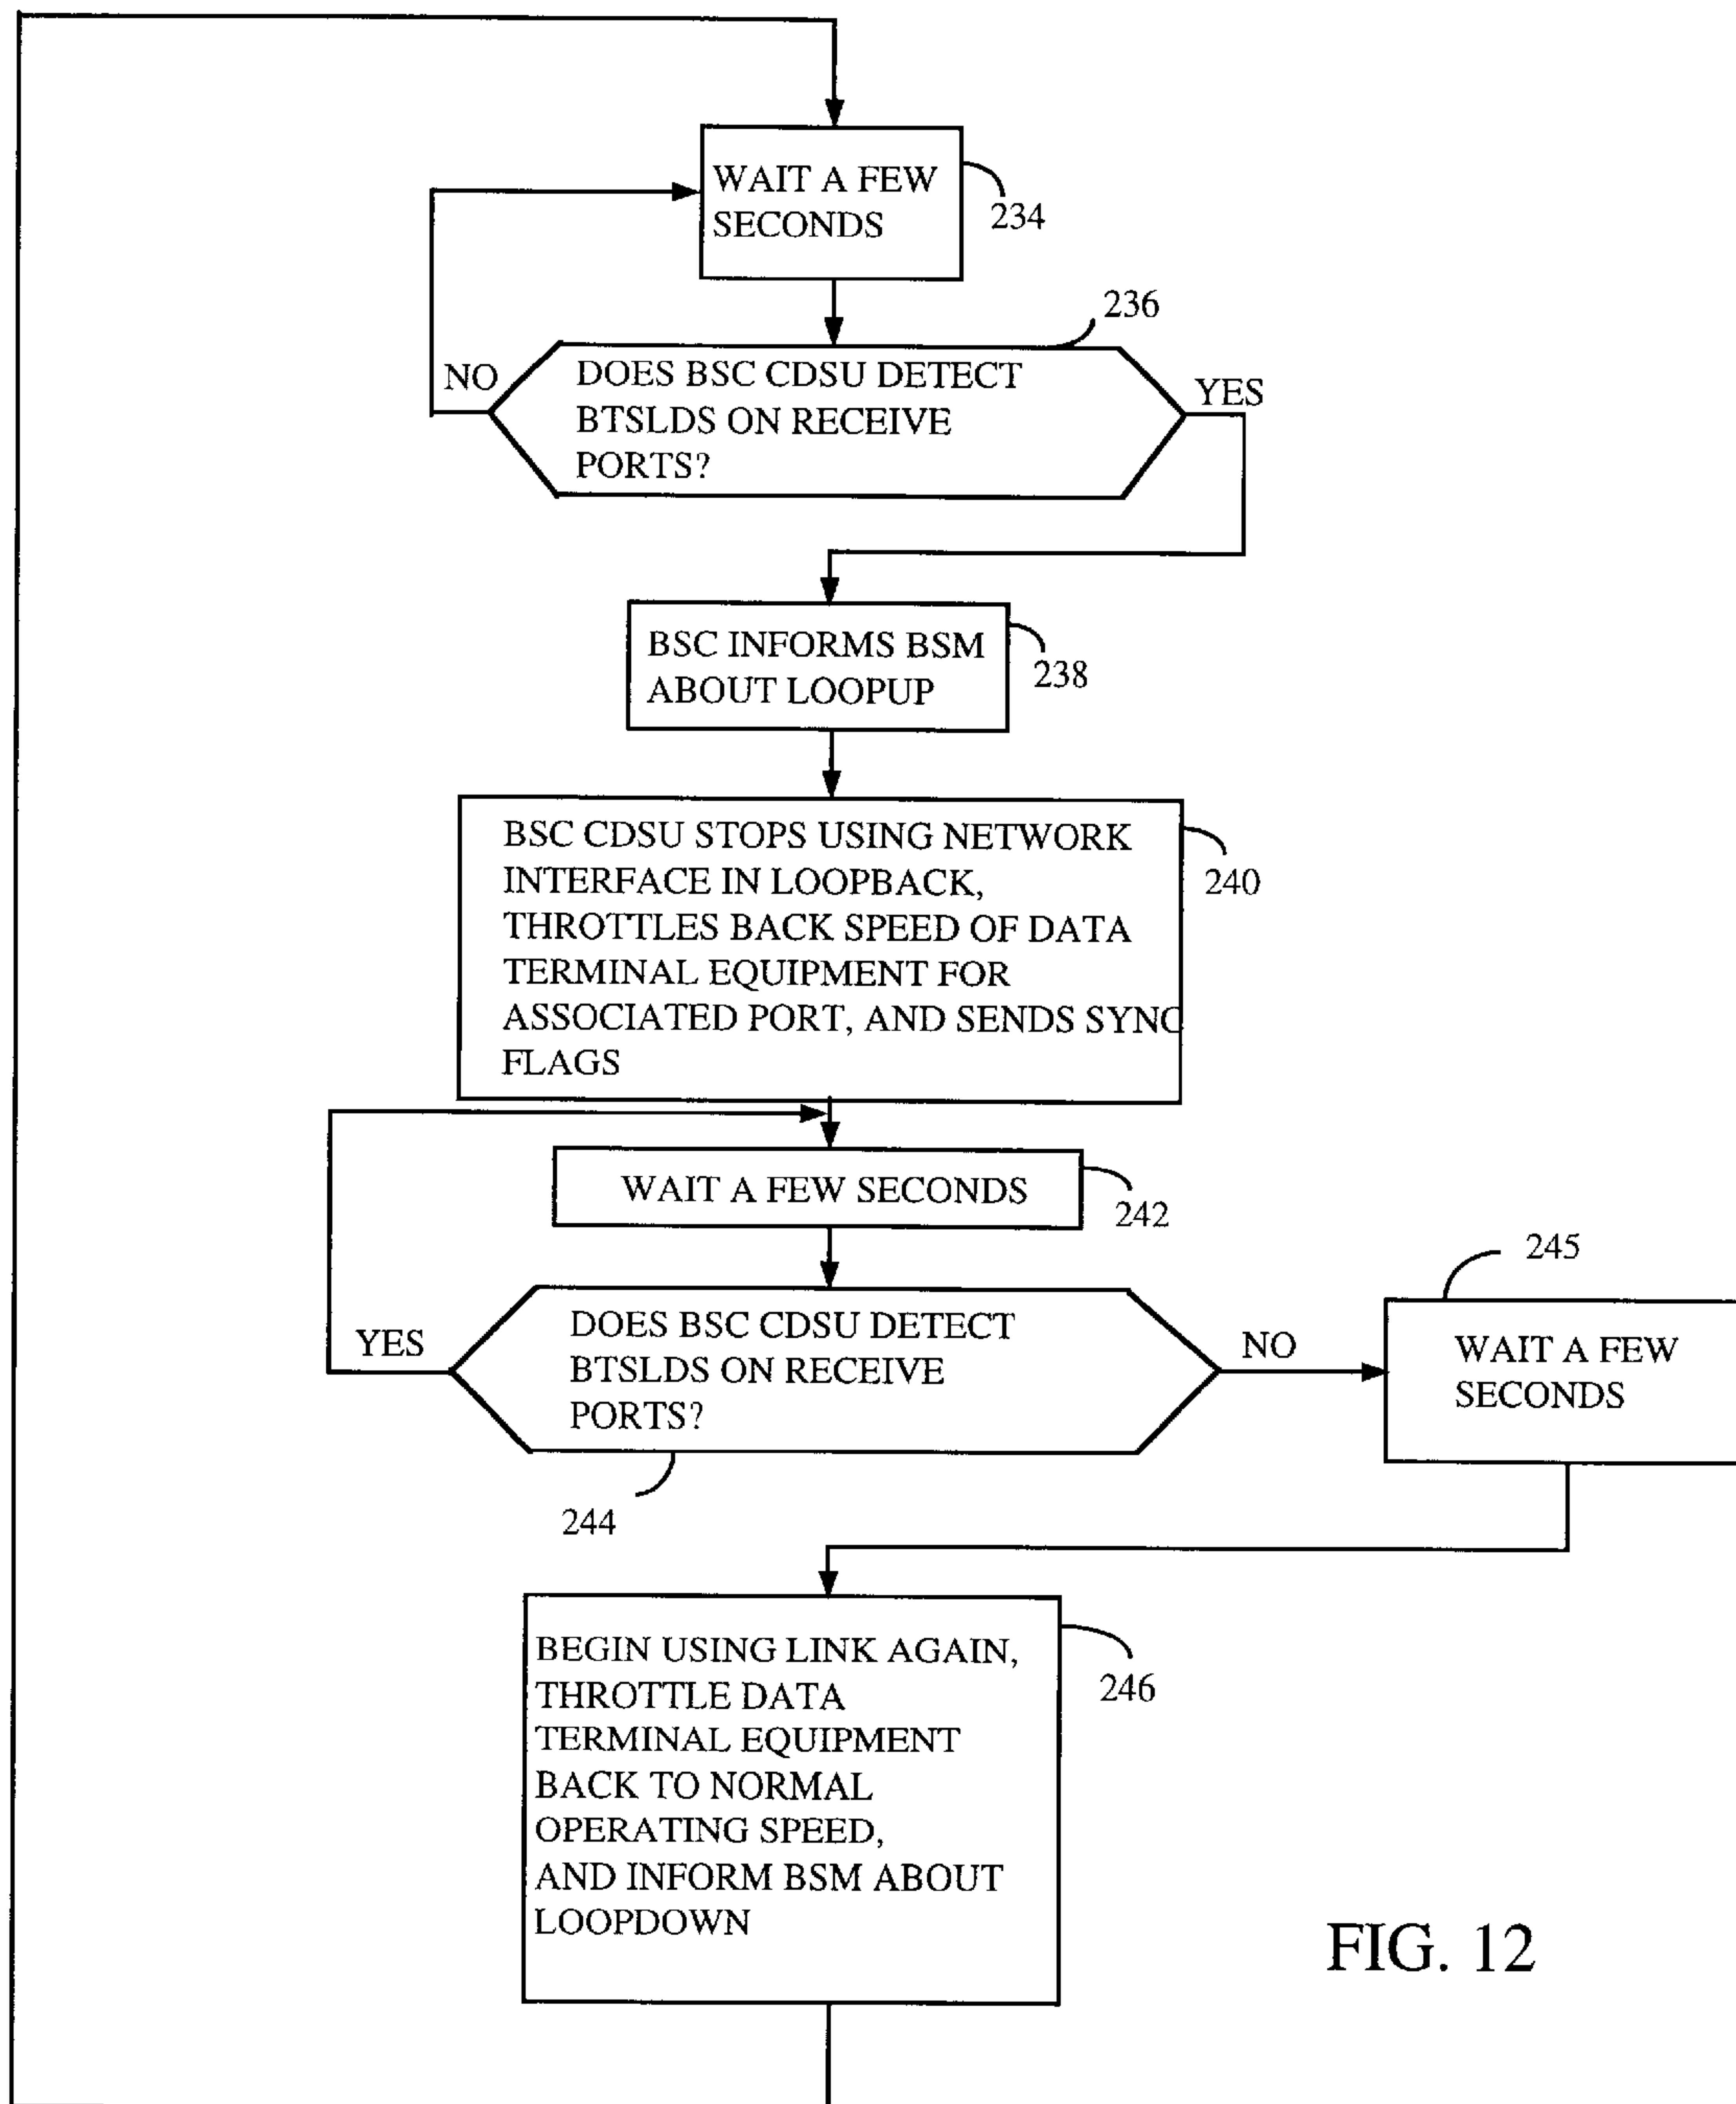 WAIT A FEW
SECONDS
234
236
NO
DOES BSC CDSU DETECT
BTSLDS ON RECEIVE
PORTS?
YES
BSC INFORMS BSM
ABOUT LOOPUP
238
BSC CDSU STOPS USING NETWORK
INTERFACE IN LOOPBACK,
THROTTLES BACK SPEED OF DATA
TERMINAL EQUIPMENT FOR
ASSOCIATED PORT, AND SENDS SYNC
FLAGS
240
WAIT A FEW SECONDS
242
YES
DOES BSC CDSU DETECT
BTSLDS ON RECEIVE
PORTS?
NO
244
245
WAIT A FEW
SECONDS
BEGIN USING LINK AGAIN,
THROTTLE DATA
TERMINAL EQUIPMENT
BACK TO NORMAL
OPERATING SPEED,
AND INFORM BSM ABOUT
LOOPDOWN
246
FIG. 12